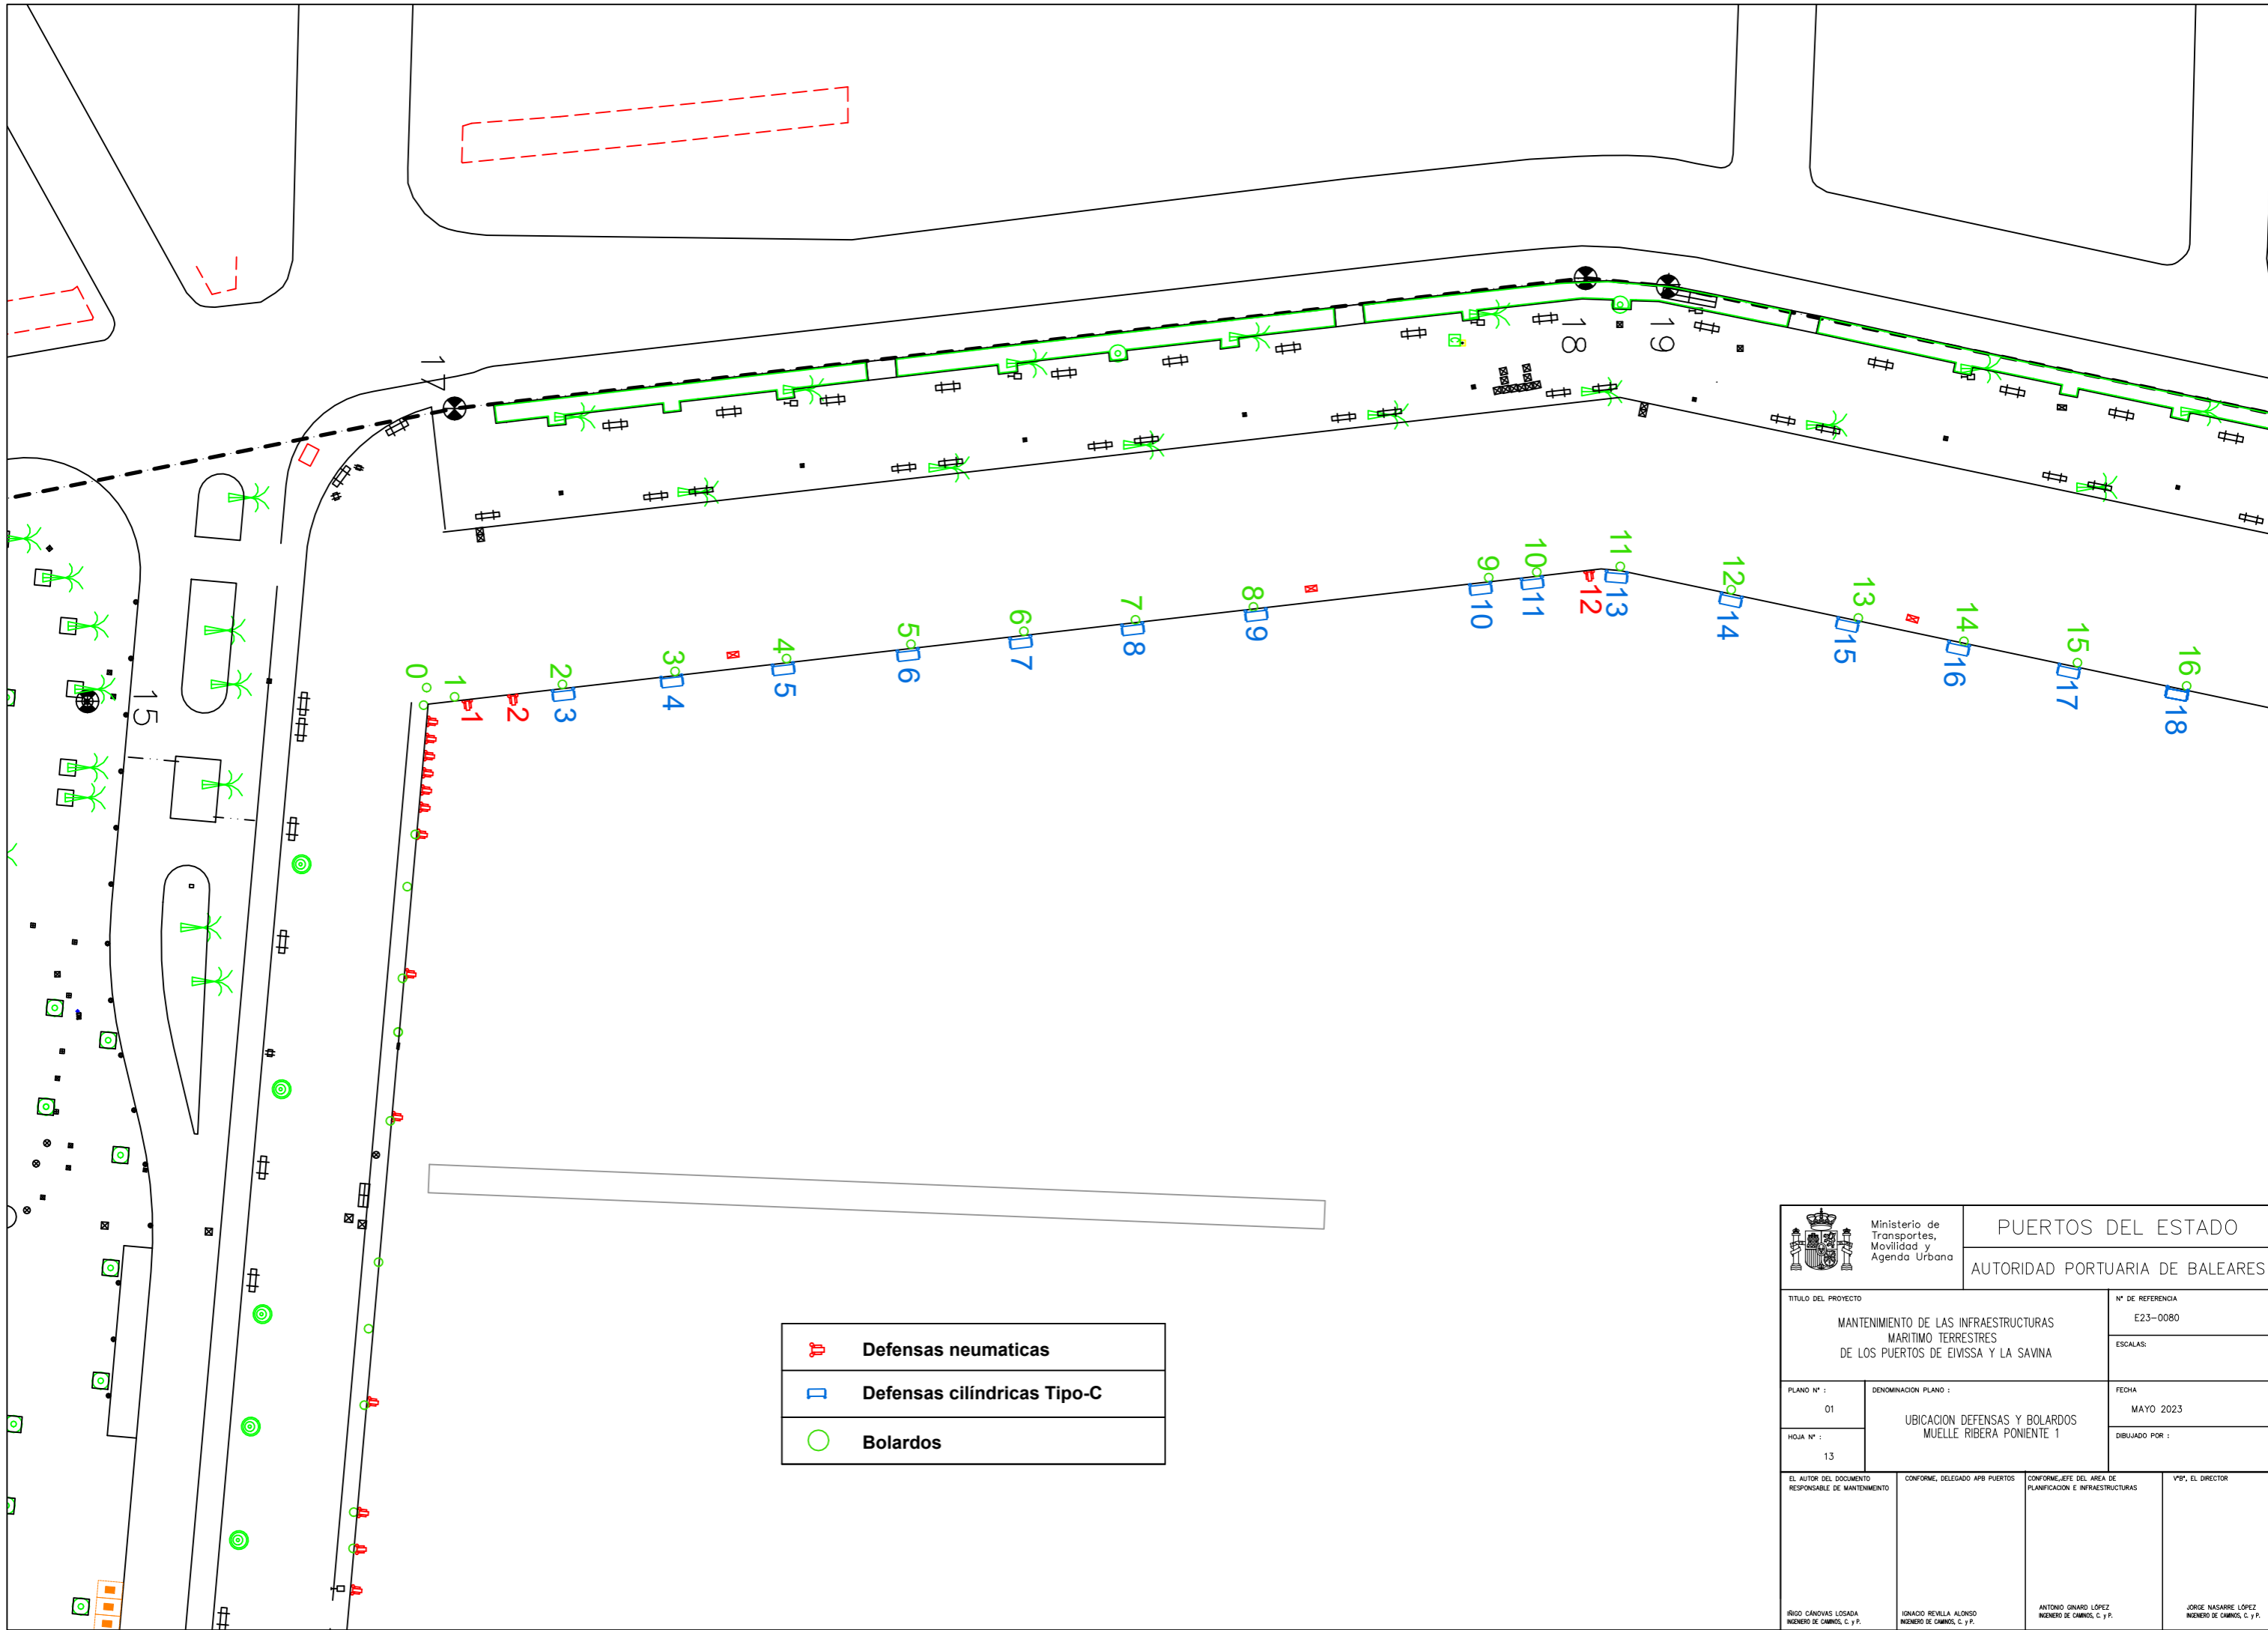 17
18
19
15
0
1
2
3
4
5
6
7
8
9
10
11
12
13
14
15
16
1
2
3
4
5
6
7
8
9
10
11
12
13
14
15
16
17
18
C
Defensas neumaticas
Defensas cilíndricas Tipo-C
Bolardos
Ministerio de
Transportes,
Movilidad y
Agenda Urbana
PUERTOS DEL ESTADO
AUTORIDAD PORTUARIA DE BALEARES
TITULO DEL PROYECTO
MANTENIMIENTO DE LAS INFRAESTRUCTURAS
MARITIMO TERRESTRES
DE LOS PUERTOS DE EIVISSA Y LA SAVINA
Nº DE REFERENCIA
E23-0080
ESCALAS:
PLANO Nº :
01
DENOMINACION PLANO :
UBICACION DEFENSAS Y BOLARDOS
MUELLE RIBERA PONIENTE 1
FECHA
MAYO 2023
HOJA Nº :
13
DIBUJADO POR :
EL AUTOR DEL DOCUMENTO
RESPONSABLE DE MANTENIMEINTO
CONFORME, DELEGADO APB PUERTOS
CONFORME,JEFE DEL AREA DE
PLANIFICACION E INFRAESTRUCTURAS
VºBº, EL DIRECTOR
IÑIGO CÁNOVAS LOSADA
INGENIERO DE CAMINOS, C. y P.
IGNACIO REVILLA ALONSO
INGENIERO DE CAMINOS, C. y P.
ANTONIO GINARD LÓPEZ
INGENIERO DE CAMINOS, C. y P.
JORGE NASARRE LÓPEZ
INGENIERO DE CAMINOS, C. y P.